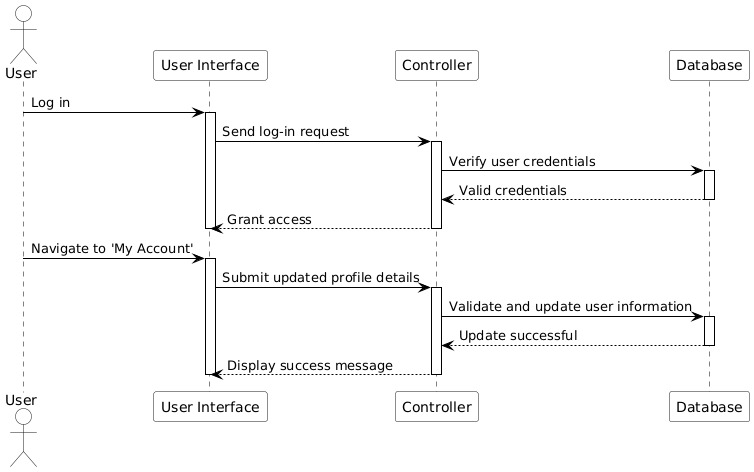 User
User Interface
Controller
Database
Log in
Send log-in request
Verify user credentials
Valid credentials
Grant access
Navigate to 'My Account'
Submit updated profile details
Validate and update user information
Update successful
Display success message
User
User Interface
Controller
Database